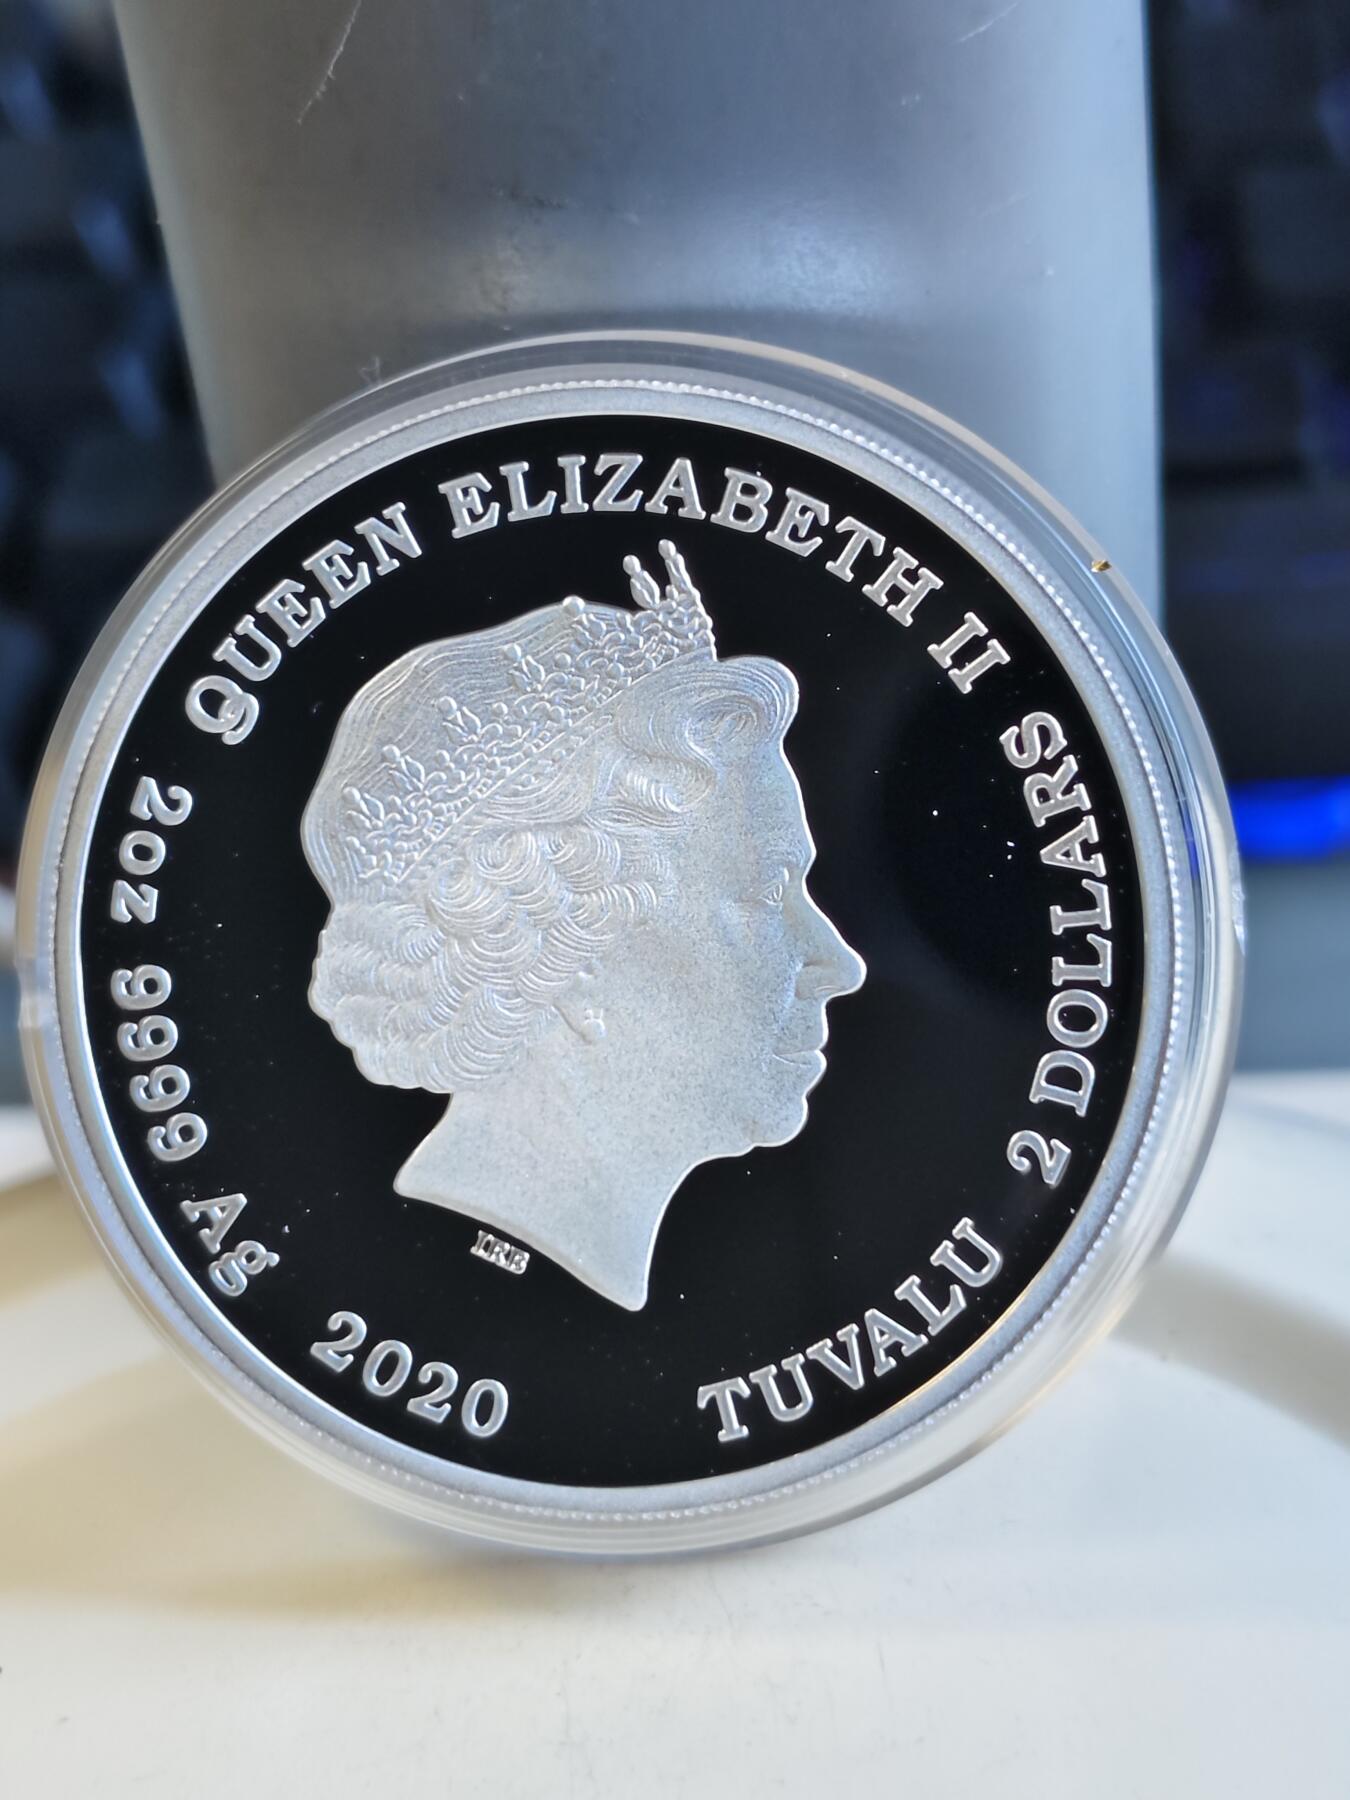 QUEEN ELIZABETH II
2 DOLLARS
TUVALU
2020
2oz 9999 Ag
IRB